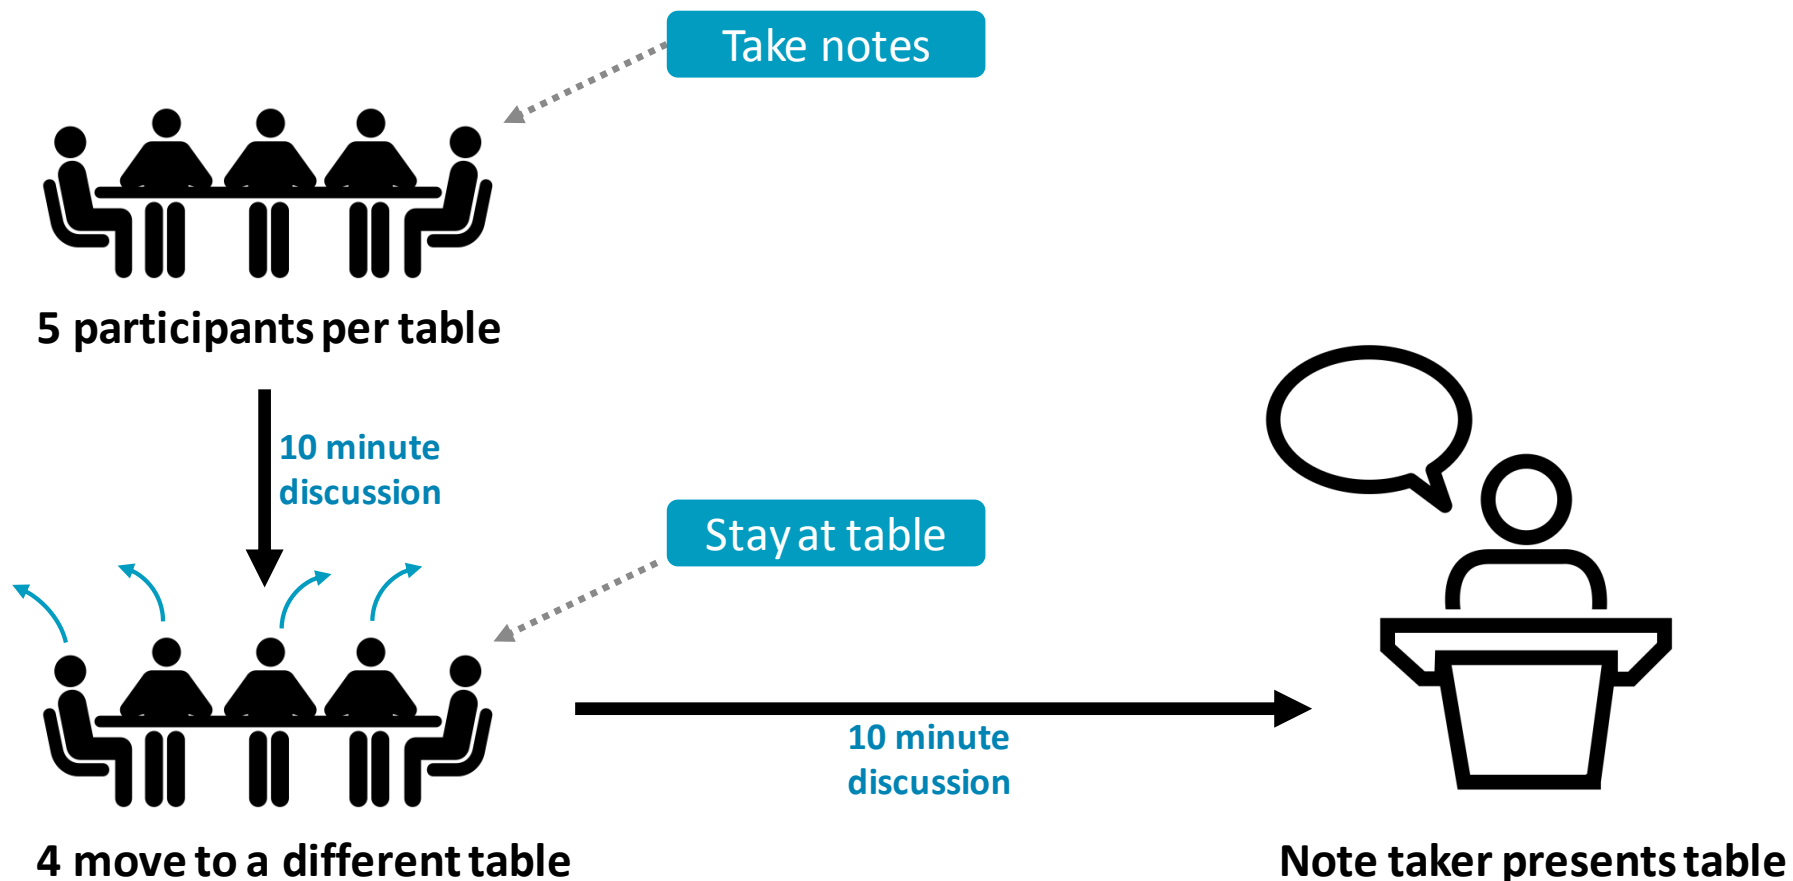 Take notes
5 participants per table
10 minute
discussion
Stay at table
10 minute
discussion
4 move to a different table
Note taker presents table